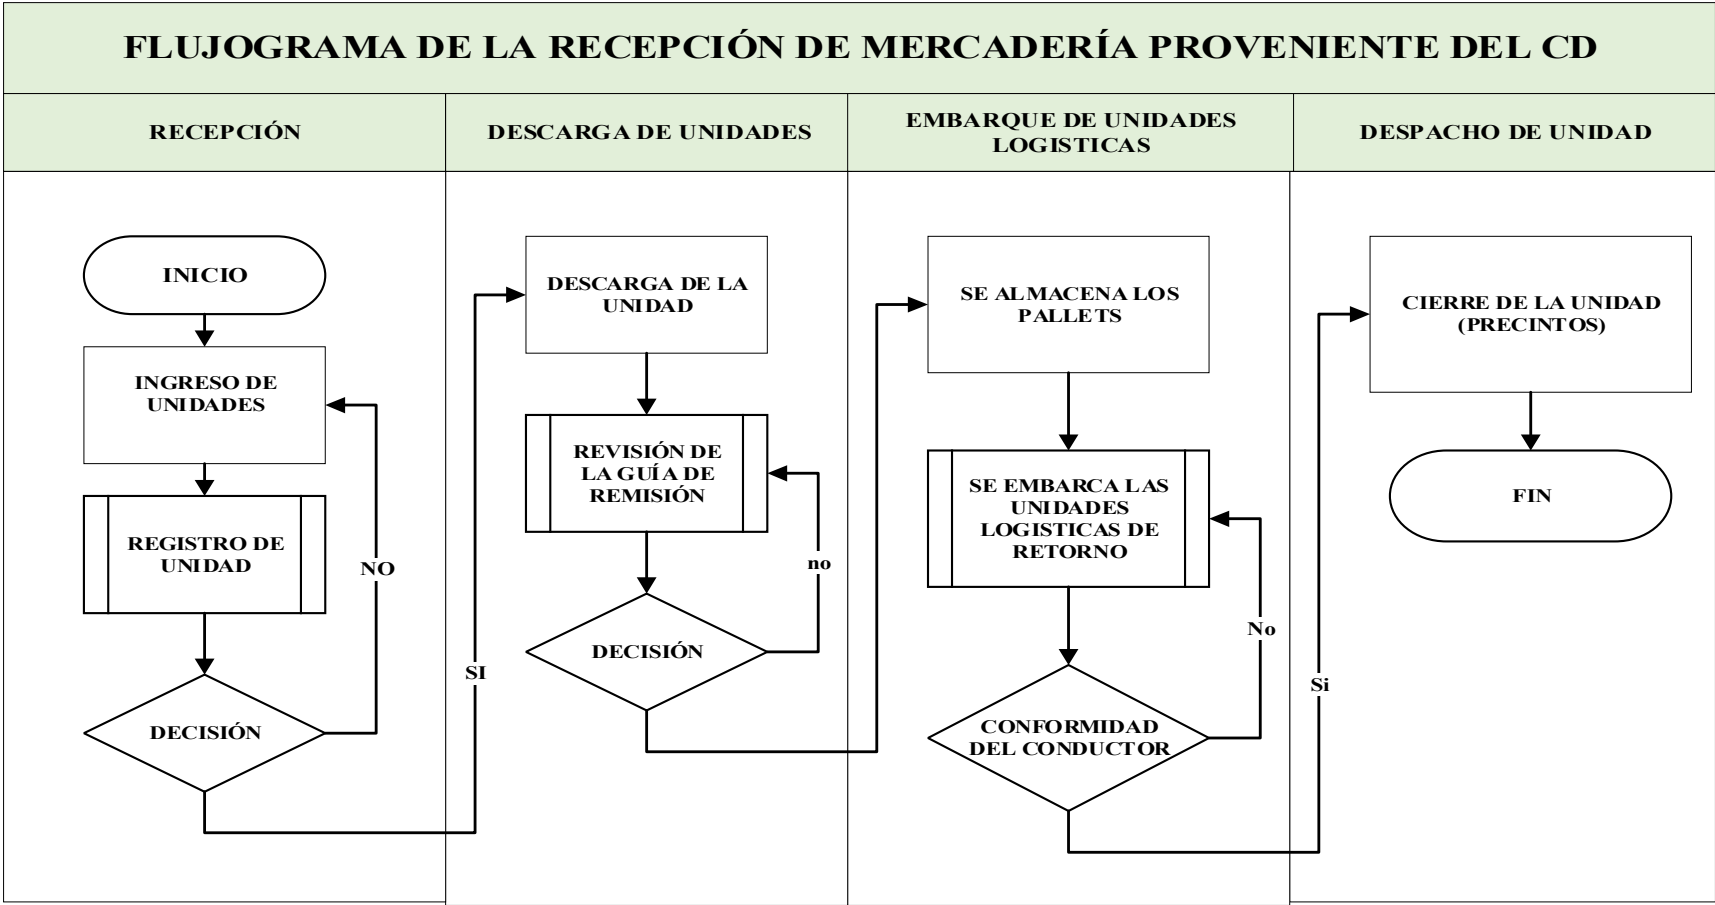 FLUJOGRAMA DE LA RECEPCIÓN DE MERCADERÍA PROVENIENTE DEL CD
RECEPCIÓN
DESCARGA DE UNIDADES
EMBARQUE DE UNIDADES
LOGISTICAS
DESPACHO DE UNIDAD
INICIO
INGRESO DE
UNIDADES
REGISTRO DE
UNIDAD
NO
DECISIÓN
SI
DESCARGA DE LA
UNIDAD
REVISIÓN DE
LA GUÍA DE
REMISIÓN
no
DECISIÓN
SE ALMACENA LOS
PALLETS
SE EMBARCA LAS
UNIDADES
LOGISTICAS DE
RETORNO
No
CONFORMIDAD
DEL CONDUCTOR
Si
CIERRE DE LA UNIDAD
(PRECINTOS)
FIN